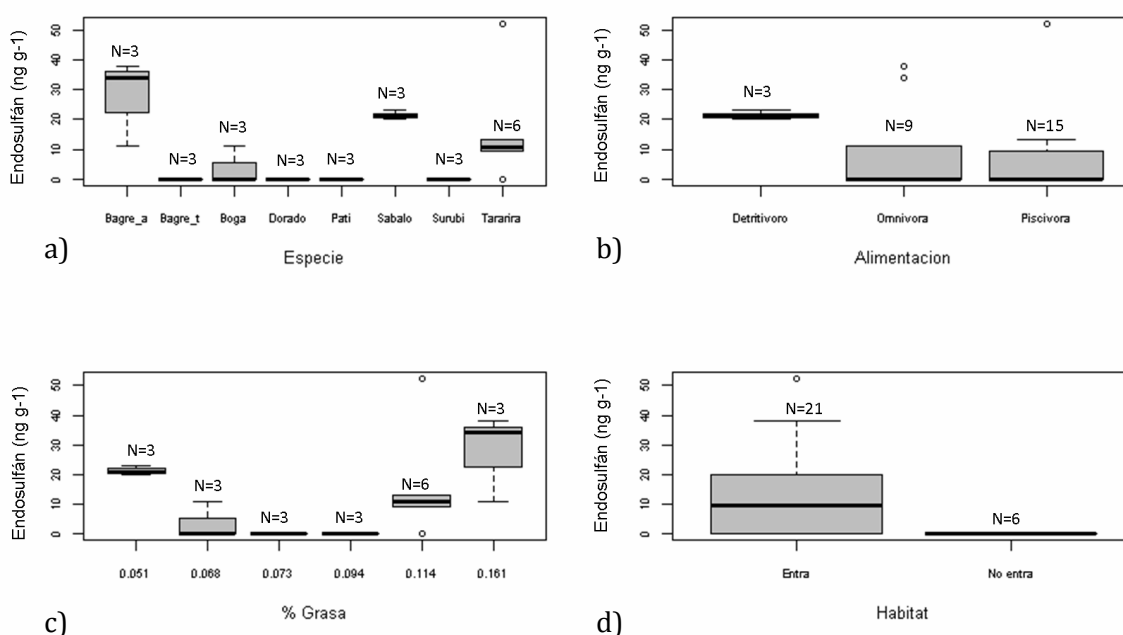 Endosulfán (ng g-1)
0 10 20 30 40 50
N=3 N=3 N=3 N=3 N=3 N=3 N=3 N=6
Bagre_a Bagre_t Boga Dorado Pati Sabalo Surubi Tararira
a) Especie
Endosulfán (ng g-1)
0 10 20 30 40 50
N=3 N=9 N=15
Detritivoro Omnivora Piscivora
b) Alimentacion
Endosulfán (ng g-1)
0 10 20 30 40 50
N=3 N=3 N=3 N=3 N=6 N=3
0.051 0.068 0.073 0.094 0.114 0.161
c) % Grasa
Endosulfán (ng g-1)
0 10 20 30 40 50
N=21 N=6
Entra No entra
d) Habitat